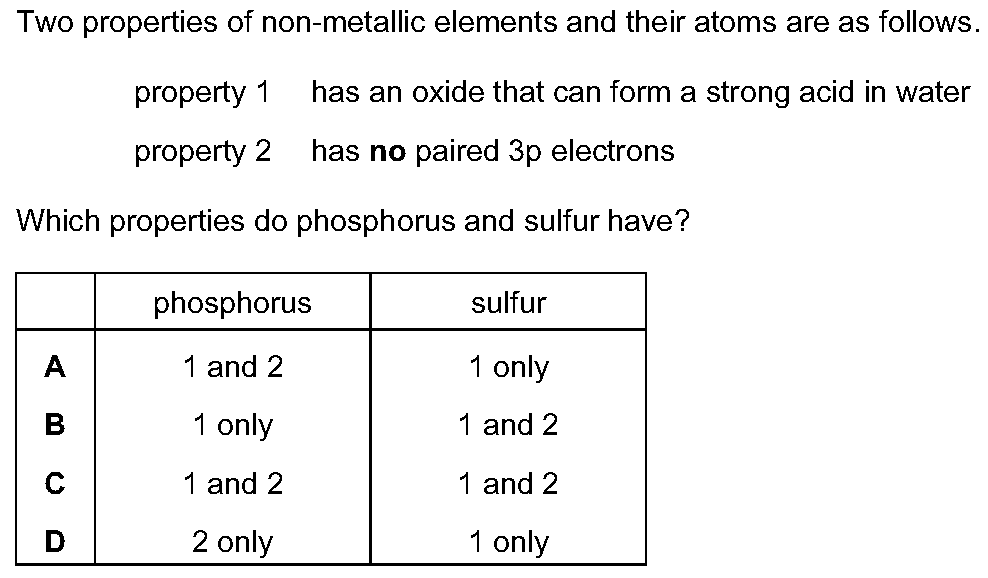 Two properties of non-metallic elements and their atoms are as follows.
property 1 has an oxide that can form a strong acid in water
property 2 has no paired 3p electrons
Which properties do phosphorus and sulfur have?
phosphorus sulfur
A 1 and 2 1 only
B 1 only 1 and 2
C 1 and 2 1 and 2
D 2 only 1 only